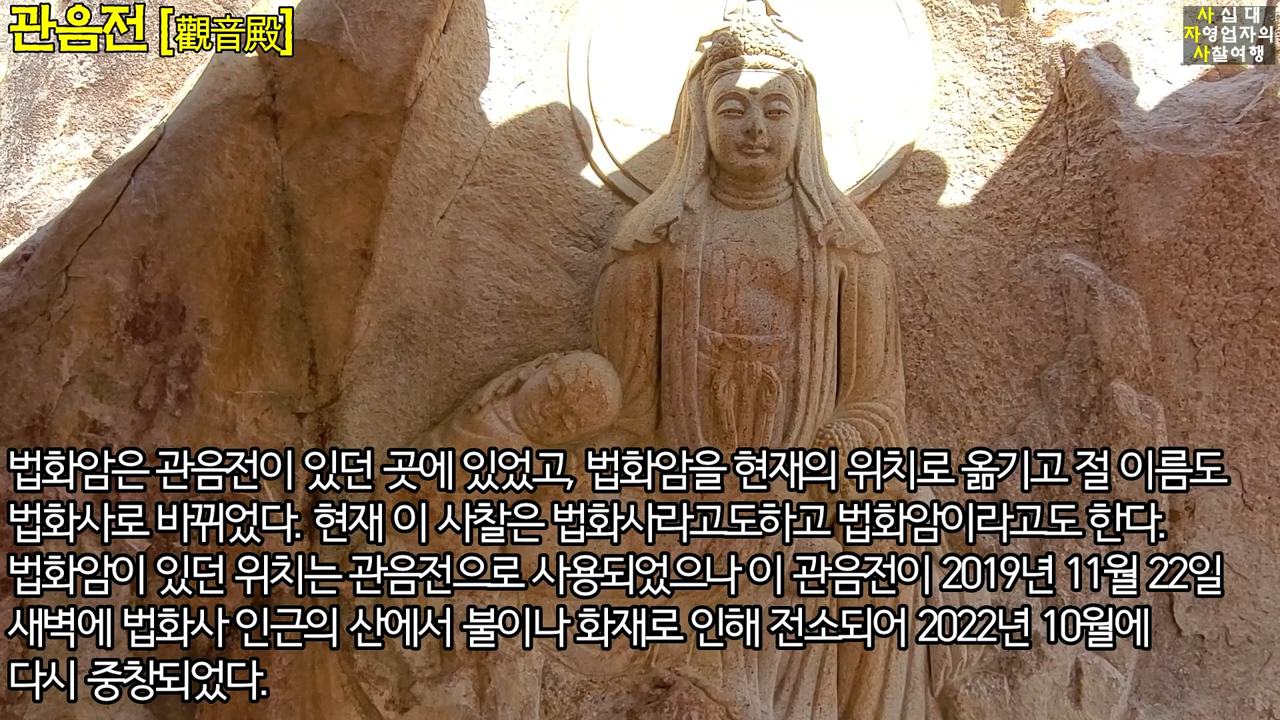 관음전 [觀音殿]
사십대
자영업자의
사찰여행
법화암은 관음전이 있던 곳에 있었고, 법화암을 현재의 위치로 옮기고 절 이름도
법화사로 바뀌었다. 현재 이 사찰은 법화사라고도하고 법화암이라고도 한다.
법화암이 있던 위치는 관음전으로 사용되었으나 이 관음전이 2019년 11월 22일
새벽에 법화사 인근의 산에서 불이나 화재로 인해 전소되어 2022년 10월에
다시 중창되었다.